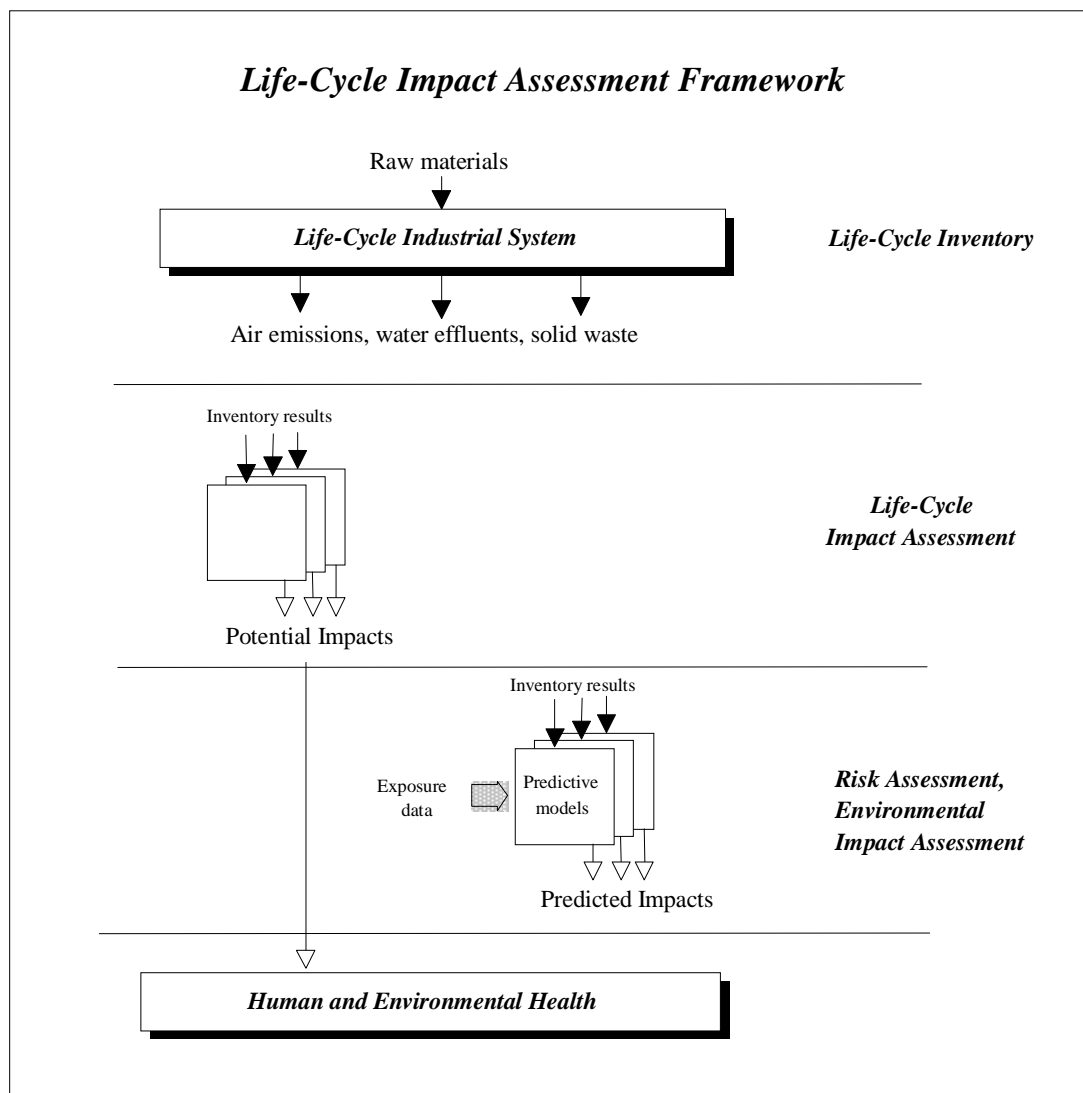 Life-Cycle Impact Assessment Framework
Raw materials
Life-Cycle Industrial System
Life-Cycle Inventory
Air emissions, water effluents, solid waste
Inventory results
Life-Cycle
Impact Assessment
Potential Impacts
Inventory results
Exposure
data
Predictive
models
Risk Assessment,
Environmental
Impact Assessment
Predicted Impacts
Human and Environmental Health